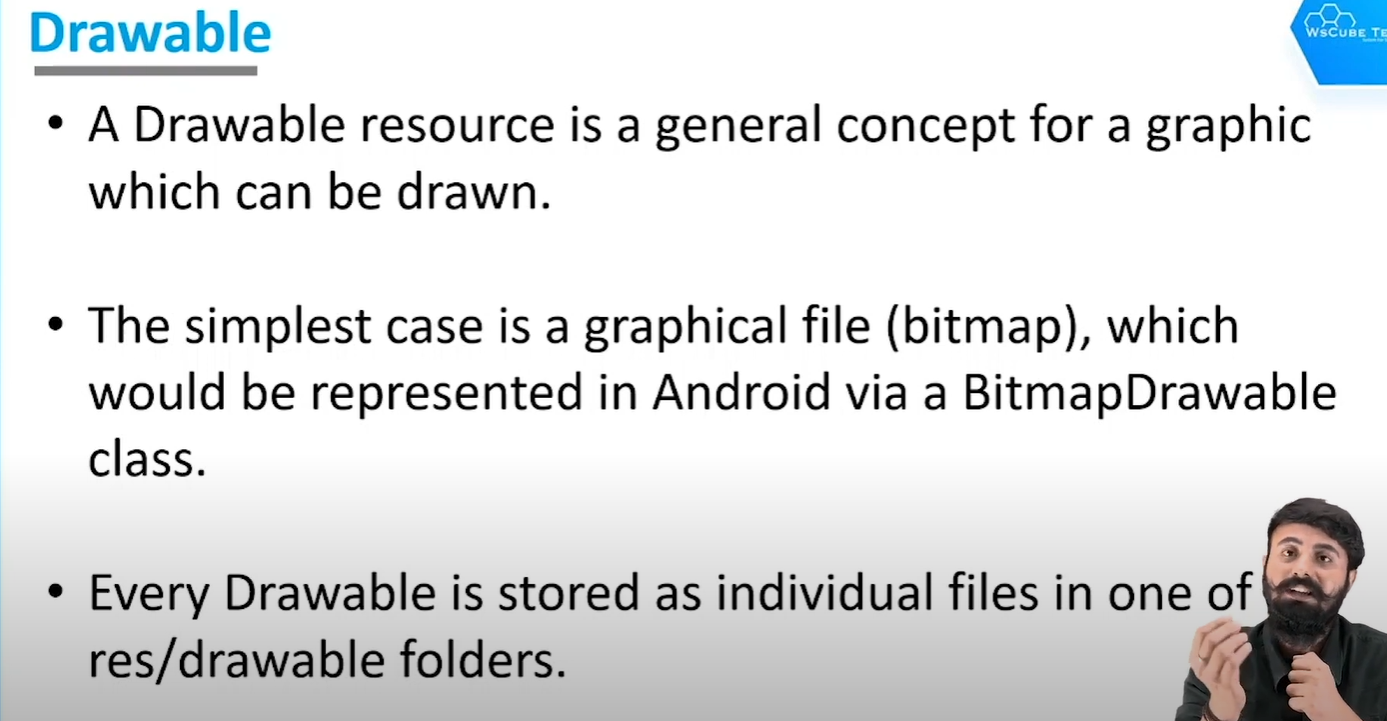 Drawable
WsCube Te
• A Drawable resource is a general concept for a graphic
which can be drawn.
• The simplest case is a graphical file (bitmap), which
would be represented in Android via a BitmapDrawable
class.
• Every Drawable is stored as individual files in one of
res/drawable folders.